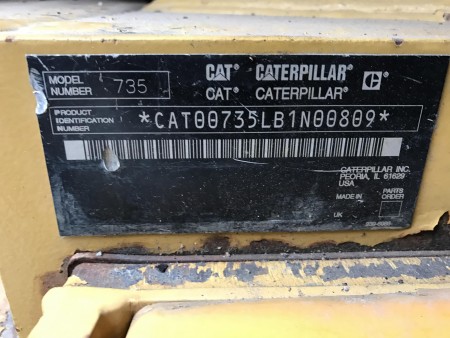 MODEL NUMBER 735
CAT CATERPILLAR
CAT CATERPILLAR
PRODUCT IDENTIFICATION NUMBER
*CAT00735LB1N00809*
CATERPILLAR INC.
PEORIA, IL 61629
USA
MADE IN
PARTS ORDER
UK